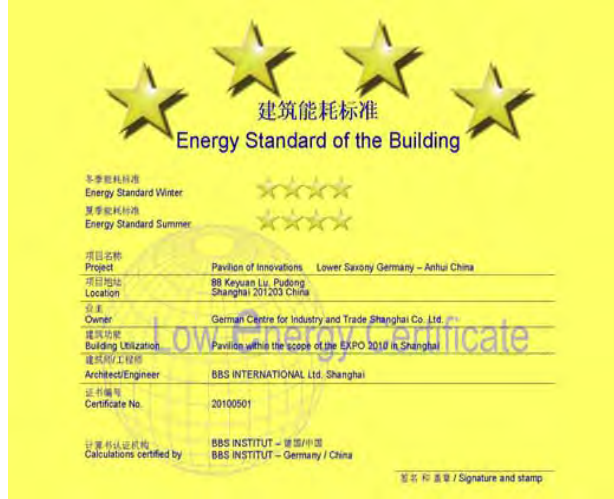 建筑能耗标准
Energy Standard of the Building
冬季能耗标准
Energy Standard Winter
夏季能耗标准
Energy Standard Summer
项目名称
Project Pavilion of Innovations Lower Saxony Germany – Anhui China
项目地址 88 Keyuan Lu, Pudong
Location Shanghai 201203 China
业主
Owner German Centre for Industry and Trade Shanghai Co. Ltd.
Low Energy Certificate
建筑功能
Building Utilization Pavilion within the scope of the EXPO 2010 in Shanghai
建筑师/工程师
Architect/Engineer BBS INTERNATIONAL Ltd. Shanghai
证书编号
Certificate No. 20100501
计算书认证机构 BBS INSTITUT – 德国/中国
Calculations certified by BBS INSTITUT – Germany / China
签名 和 盖章 / Signature and stamp